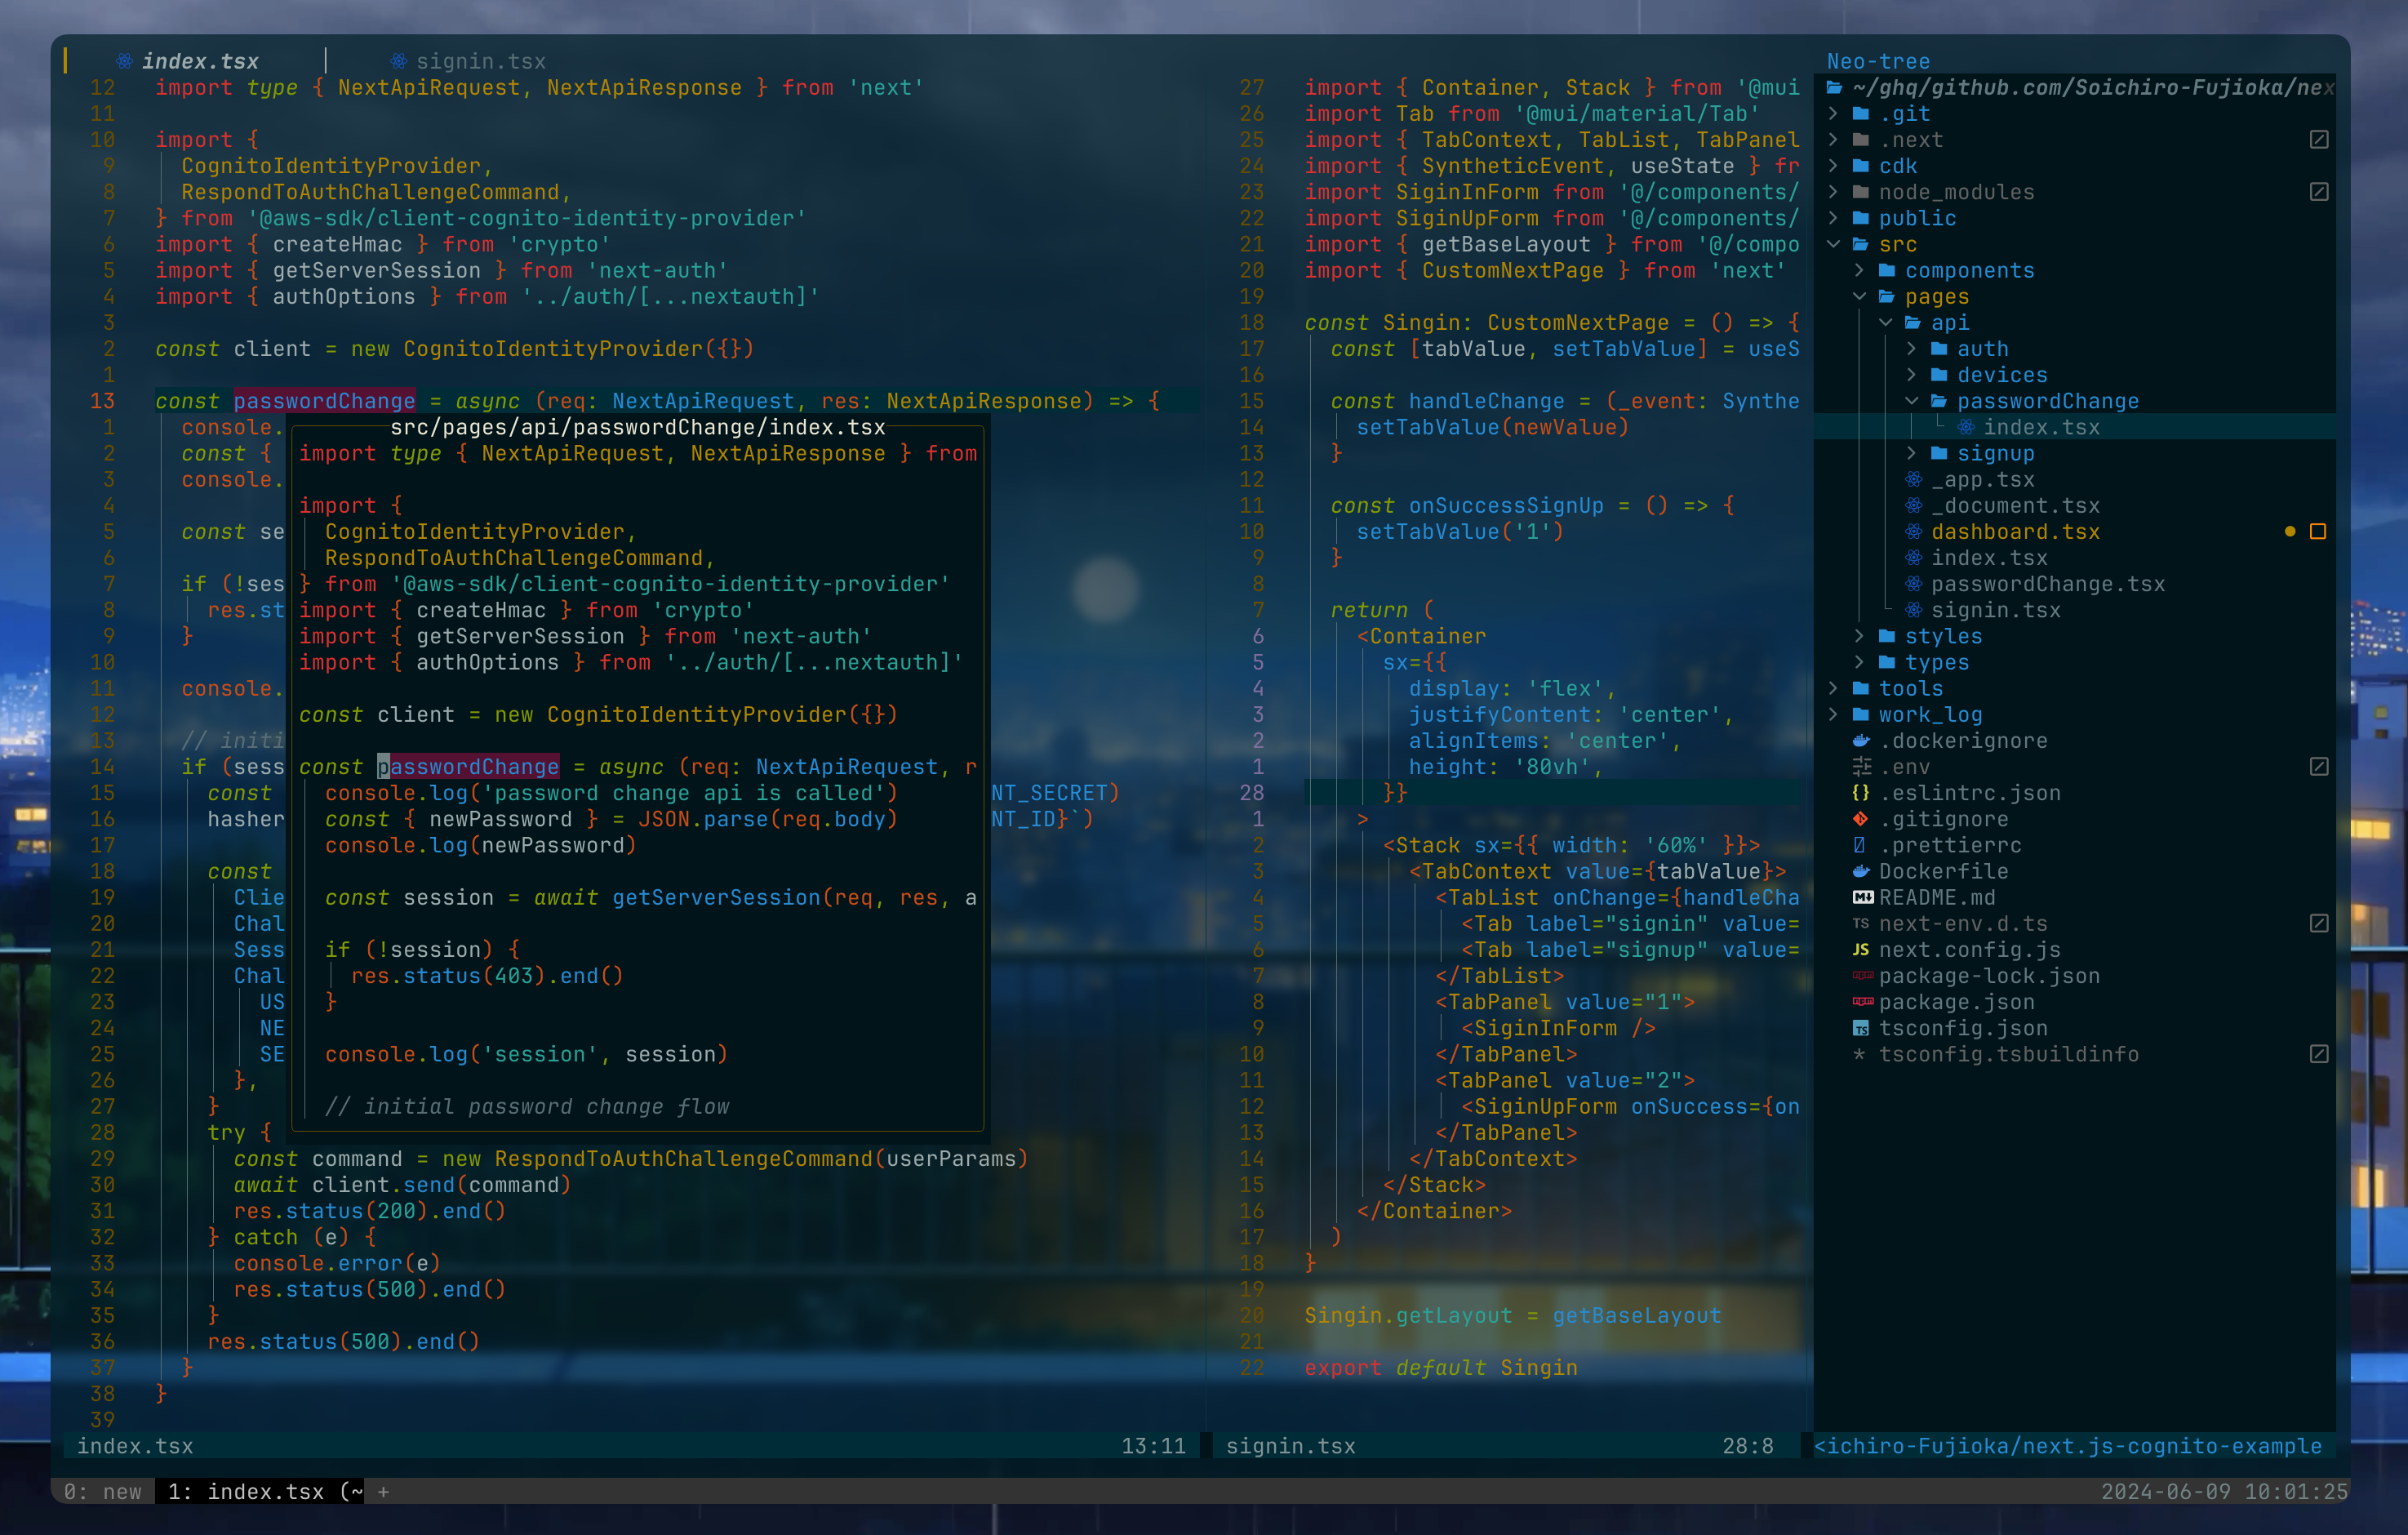 index.tsx
signin.tsx
12 import type { NextApiRequest, NextApiResponse } from 'next'
11
10 import {
9 CognitoIdentityProvider,
8 RespondToAuthChallengeCommand,
7 } from '@aws-sdk/client-cognito-identity-provider'
6 import { createHmac } from 'crypto'
5 import { getServerSession } from 'next-auth'
4 import { authOptions } from '../auth/[...nextauth]'
3
2 const client = new CognitoIdentityProvider({})
1
13 const passwordChange = async (req: NextApiRequest, res: NextApiResponse) => {
1 console.
2 const {
3 console.
4
5 const se
6
7 if (!ses
8 res.st
9 }
10
11 console.
12
13 // initi
14 if (sess
15 const NT_SECRET)
16 hasher NT_ID}`)
17
18 const
19 Clie
20 Chal
21 Sess
22 Chal
23 US
24 NE
25 SE
26 },
27 }
28 try {
29 const command = new RespondToAuthChallengeCommand(userParams)
30 await client.send(command)
31 res.status(200).end()
32 } catch (e) {
33 console.error(e)
34 res.status(500).end()
35 }
36 res.status(500).end()
37 }
38 }
39
src/pages/api/passwordChange/index.tsx
import type { NextApiRequest, NextApiResponse } from
import {
CognitoIdentityProvider,
RespondToAuthChallengeCommand,
} from '@aws-sdk/client-cognito-identity-provider'
import { createHmac } from 'crypto'
import { getServerSession } from 'next-auth'
import { authOptions } from '../auth/[...nextauth]'
const client = new CognitoIdentityProvider({})
const passwordChange = async (req: NextApiRequest, r
console.log('password change api is called')
const { newPassword } = JSON.parse(req.body)
console.log(newPassword)
const session = await getServerSession(req, res, a
if (!session) {
res.status(403).end()
}
console.log('session', session)
// initial password change flow
27 import { Container, Stack } from '@mui
26 import Tab from '@mui/material/Tab'
25 import { TabContext, TabList, TabPanel
24 import { SyntheticEvent, useState } fr
23 import SiginInForm from '@/components/
22 import SiginUpForm from '@/components/
21 import { getBaseLayout } from '@/compo
20 import { CustomNextPage } from 'next'
19
18 const Singin: CustomNextPage = () => {
17 const [tabValue, setTabValue] = useS
16
15 const handleChange = (_event: Synthe
14 setTabValue(newValue)
13 }
12
11 const onSuccessSignUp = () => {
10 setTabValue('1')
9 }
8
7 return (
6 <Container
5 sx={{
4 display: 'flex',
3 justifyContent: 'center',
2 alignItems: 'center',
1 height: '80vh',
28 }}
1 >
2 <Stack sx={{ width: '60%' }}>
3 <TabContext value={tabValue}>
4 <TabList onChange={handleCha
5 <Tab label="signin" value=
6 <Tab label="signup" value=
7 </TabList>
8 <TabPanel value="1">
9 <SiginInForm />
10 </TabPanel>
11 <TabPanel value="2">
12 <SiginUpForm onSuccess={on
13 </TabPanel>
14 </TabContext>
15 </Stack>
16 </Container>
17 )
18 }
19
20 Singin.getLayout = getBaseLayout
21
22 export default Singin
Neo-tree
~/ghq/github.com/Soichiro-Fujioka/nex
.git
.next
cdk
node_modules
public
src
components
pages
api
auth
devices
passwordChange
index.tsx
signup
_app.tsx
_document.tsx
dashboard.tsx
index.tsx
passwordChange.tsx
signin.tsx
styles
types
tools
work_log
.dockerignore
.env
{} .eslintrc.json
.gitignore
.prettierrc
Dockerfile
README.md
TS next-env.d.ts
JS next.config.js
package-lock.json
package.json
TS tsconfig.json
* tsconfig.tsbuildinfo
index.tsx 13:11
signin.tsx 28:8
<ichiro-Fujioka/next.js-cognito-example
0: new 1: index.tsx (~ +
2024-06-09 10:01:25